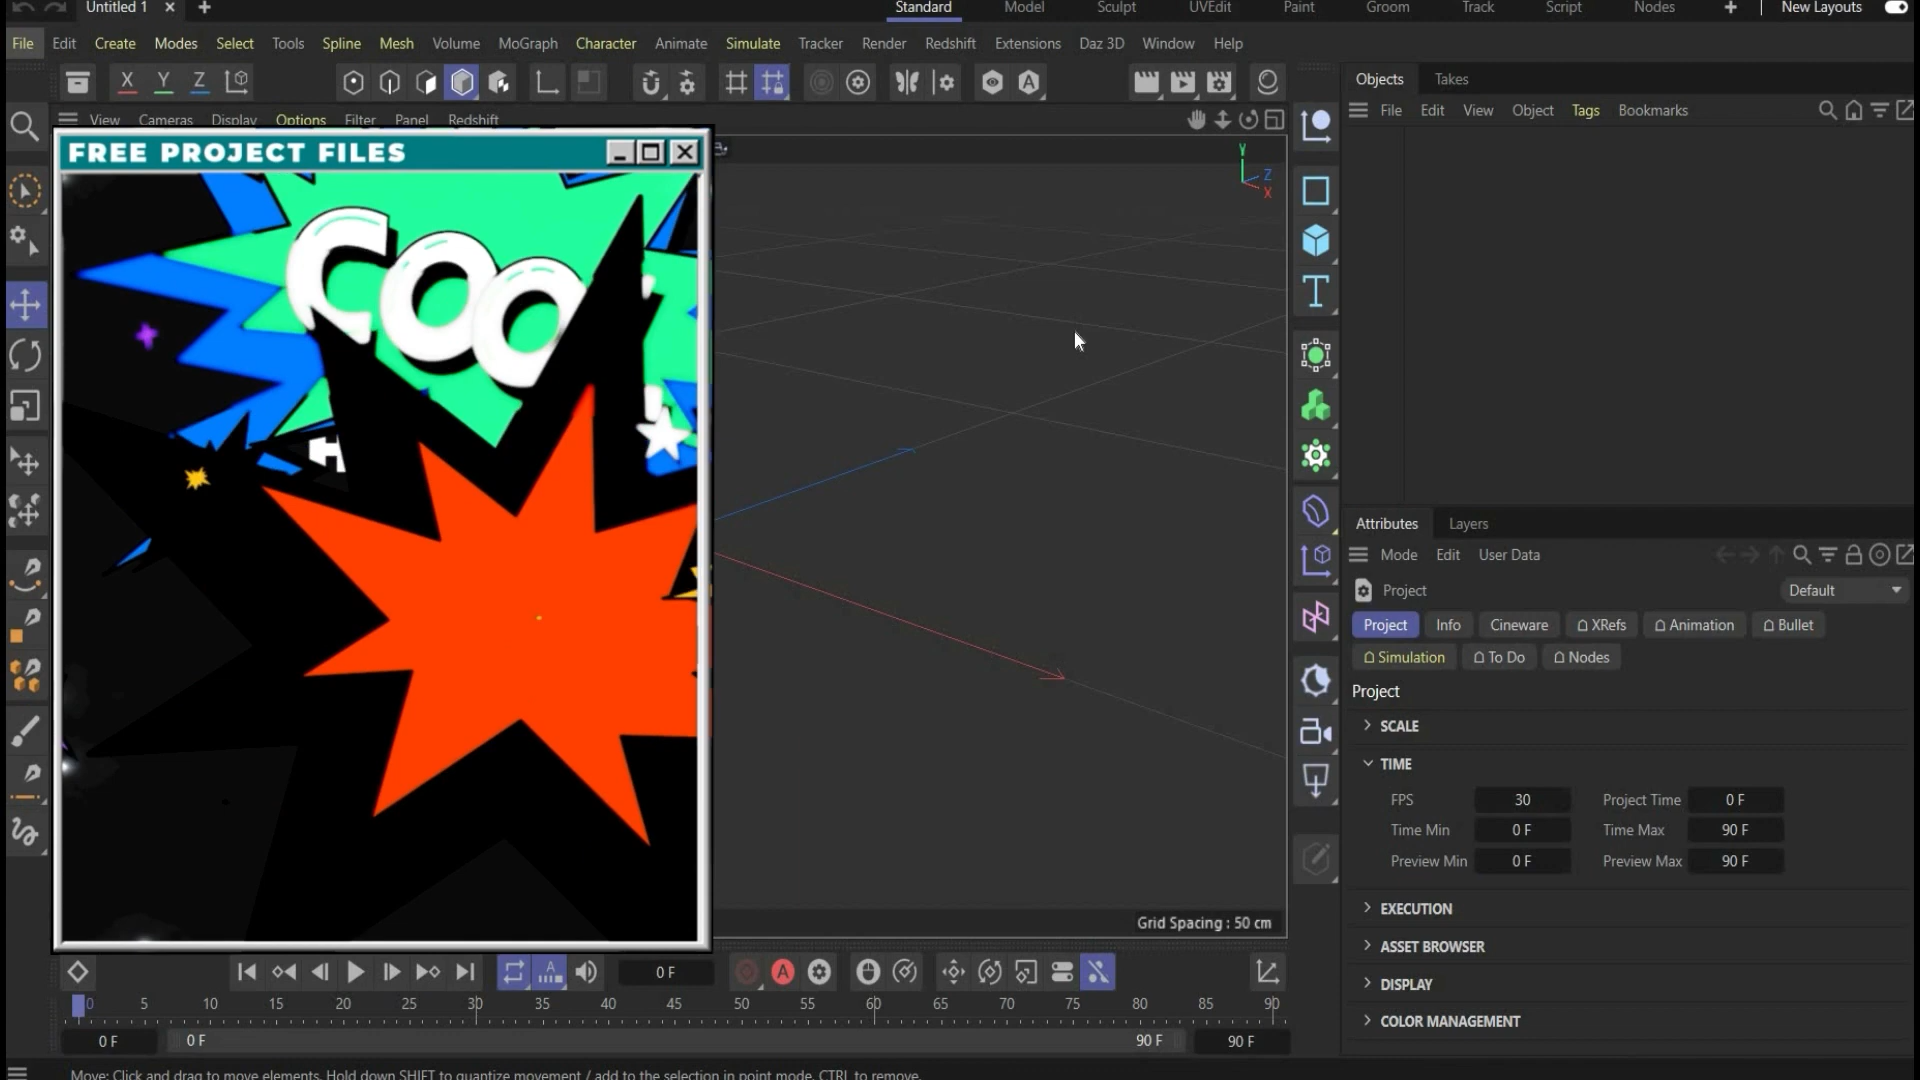 Untitled 1
Standard Model Sculpt UVEdit Paint Groom Track Script Nodes New Layouts
File Edit Create Modes Select Tools Spline Mesh Volume MoGraph Character Animate Simulate Tracker Render Redshift Extensions Daz 3D Window Help
X Y Z
Objects Takes
File Edit View Object Tags Bookmarks
View Cameras Display Options Filter Panel Redshift
FREE PROJECT FILES
Y
Z
X
COO
H
Grid Spacing : 50 cm
Attributes Layers
Mode Edit User Data
Project Default
Project Info Cineware XRefs Animation Bullet
Simulation To Do Nodes
Project
SCALE
TIME
FPS 30 Project Time 0 F
Time Min 0 F Time Max 90 F
Preview Min 0 F Preview Max 90 F
EXECUTION
ASSET BROWSER
DISPLAY
COLOR MANAGEMENT
0 F
0 5 10 15 20 25 30 35 40 45 50 55 60 65 70 75 80 85 90
0 F 0 F 90 F 90 F
Move: Click and drag to move elements. Hold down SHIFT to quantize movement / add to the selection in point mode, CTRL to remove.